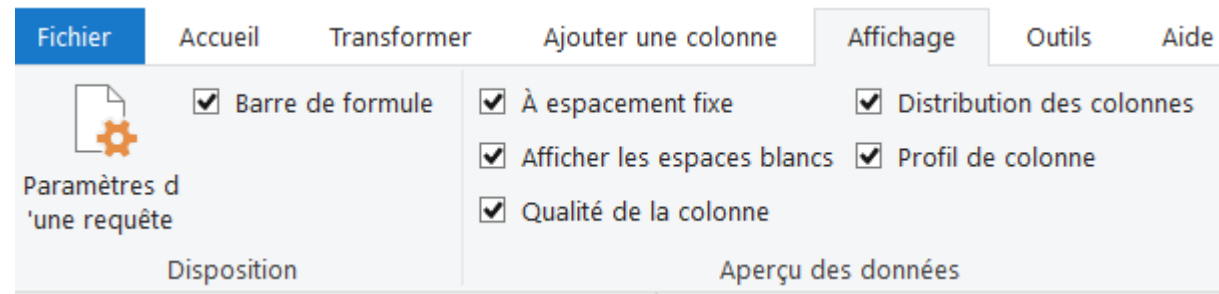 Fichier Accueil Transformer Ajouter une colonne Affichage Outils Aide
Barre de formule
Paramètres d
'une requête
Disposition
À espacement fixe
Afficher les espaces blancs
Qualité de la colonne
Distribution des colonnes
Profil de colonne
Aperçu des données